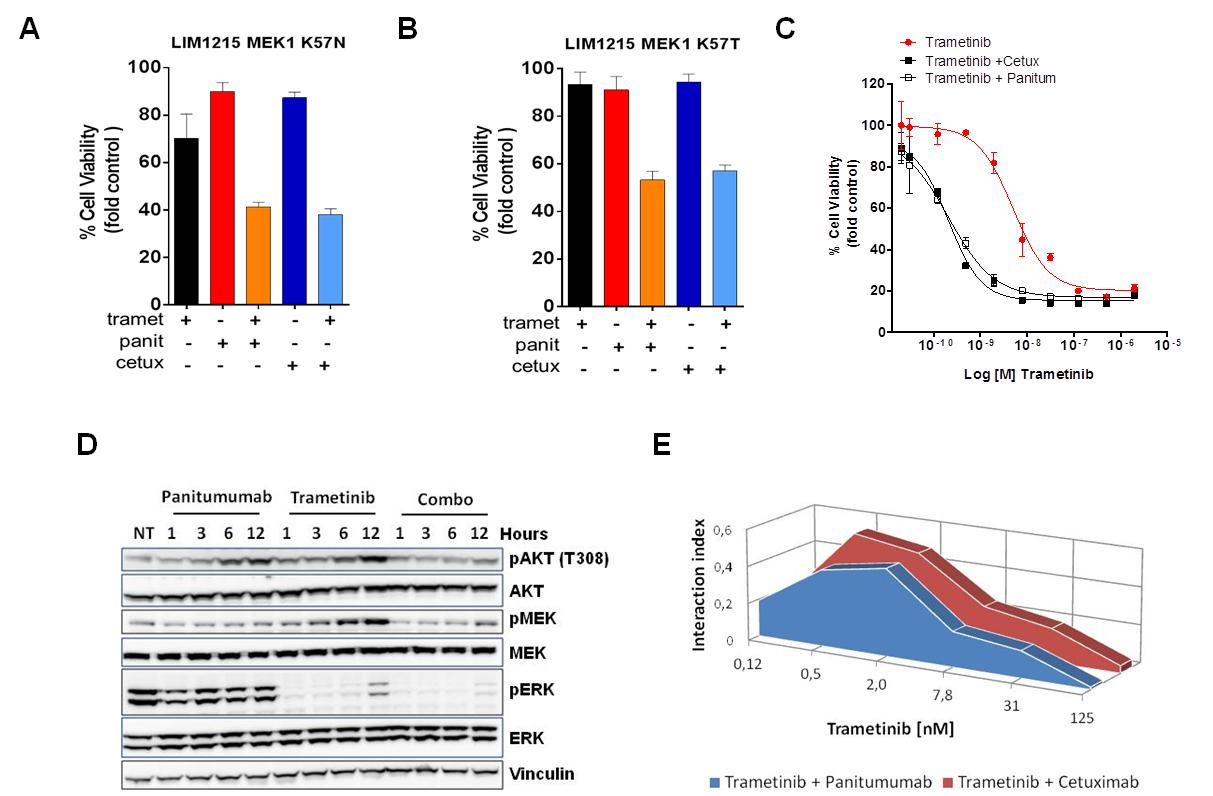 A
LIM1215 MEK1 K57N
% Cell Viability
(fold control )
100
80
60
40
20
0
tramet + - + - +
panit - + + - -
cetux - - - + +
B
LIM1215 MEK1 K57T
% Cell Viability
(fold control )
100
80
60
40
20
0
tramet + - + - +
panit - + + - -
cetux - - - + +
C
Trametinib
Trametinib +Cetux
Trametinib + Panitum
% Cell Viability
(fold control)
120
100
80
60
40
20
0
10-10 10-9 10-8 10-7 10-6 10-5
Log [M] Trametinib
D
Panitumumab Trametinib Combo
NT 1 3 6 12 1 3 6 12 1 3 6 12 Hours
pAKT (T308)
AKT
pMEK
MEK
pERK
ERK
Vinculin
E
Interaction index
0,6
0,4
0,2
0
0,12
0,5
2,0
7,8
31
125
Trametinib [nM]
Trametinib + Panitumumab Trametinib + Cetuximab